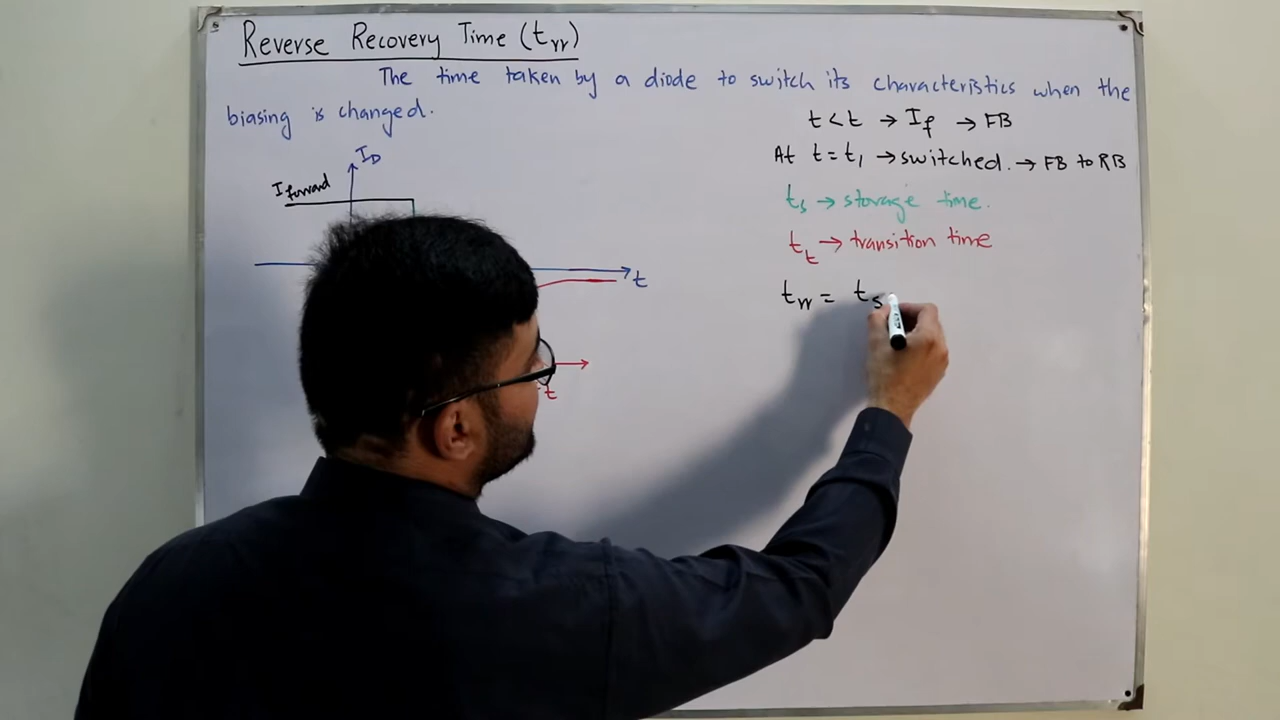 Reverse Recovery Time (trr)
The time taken by a diode to switch its characteristics when the
biasing is changed.
t < t → If → FB
At t = t1 → switched. → FB to RB
ts → storage time.
tt → transition time
trr = ts
ID
Iforward
t
t